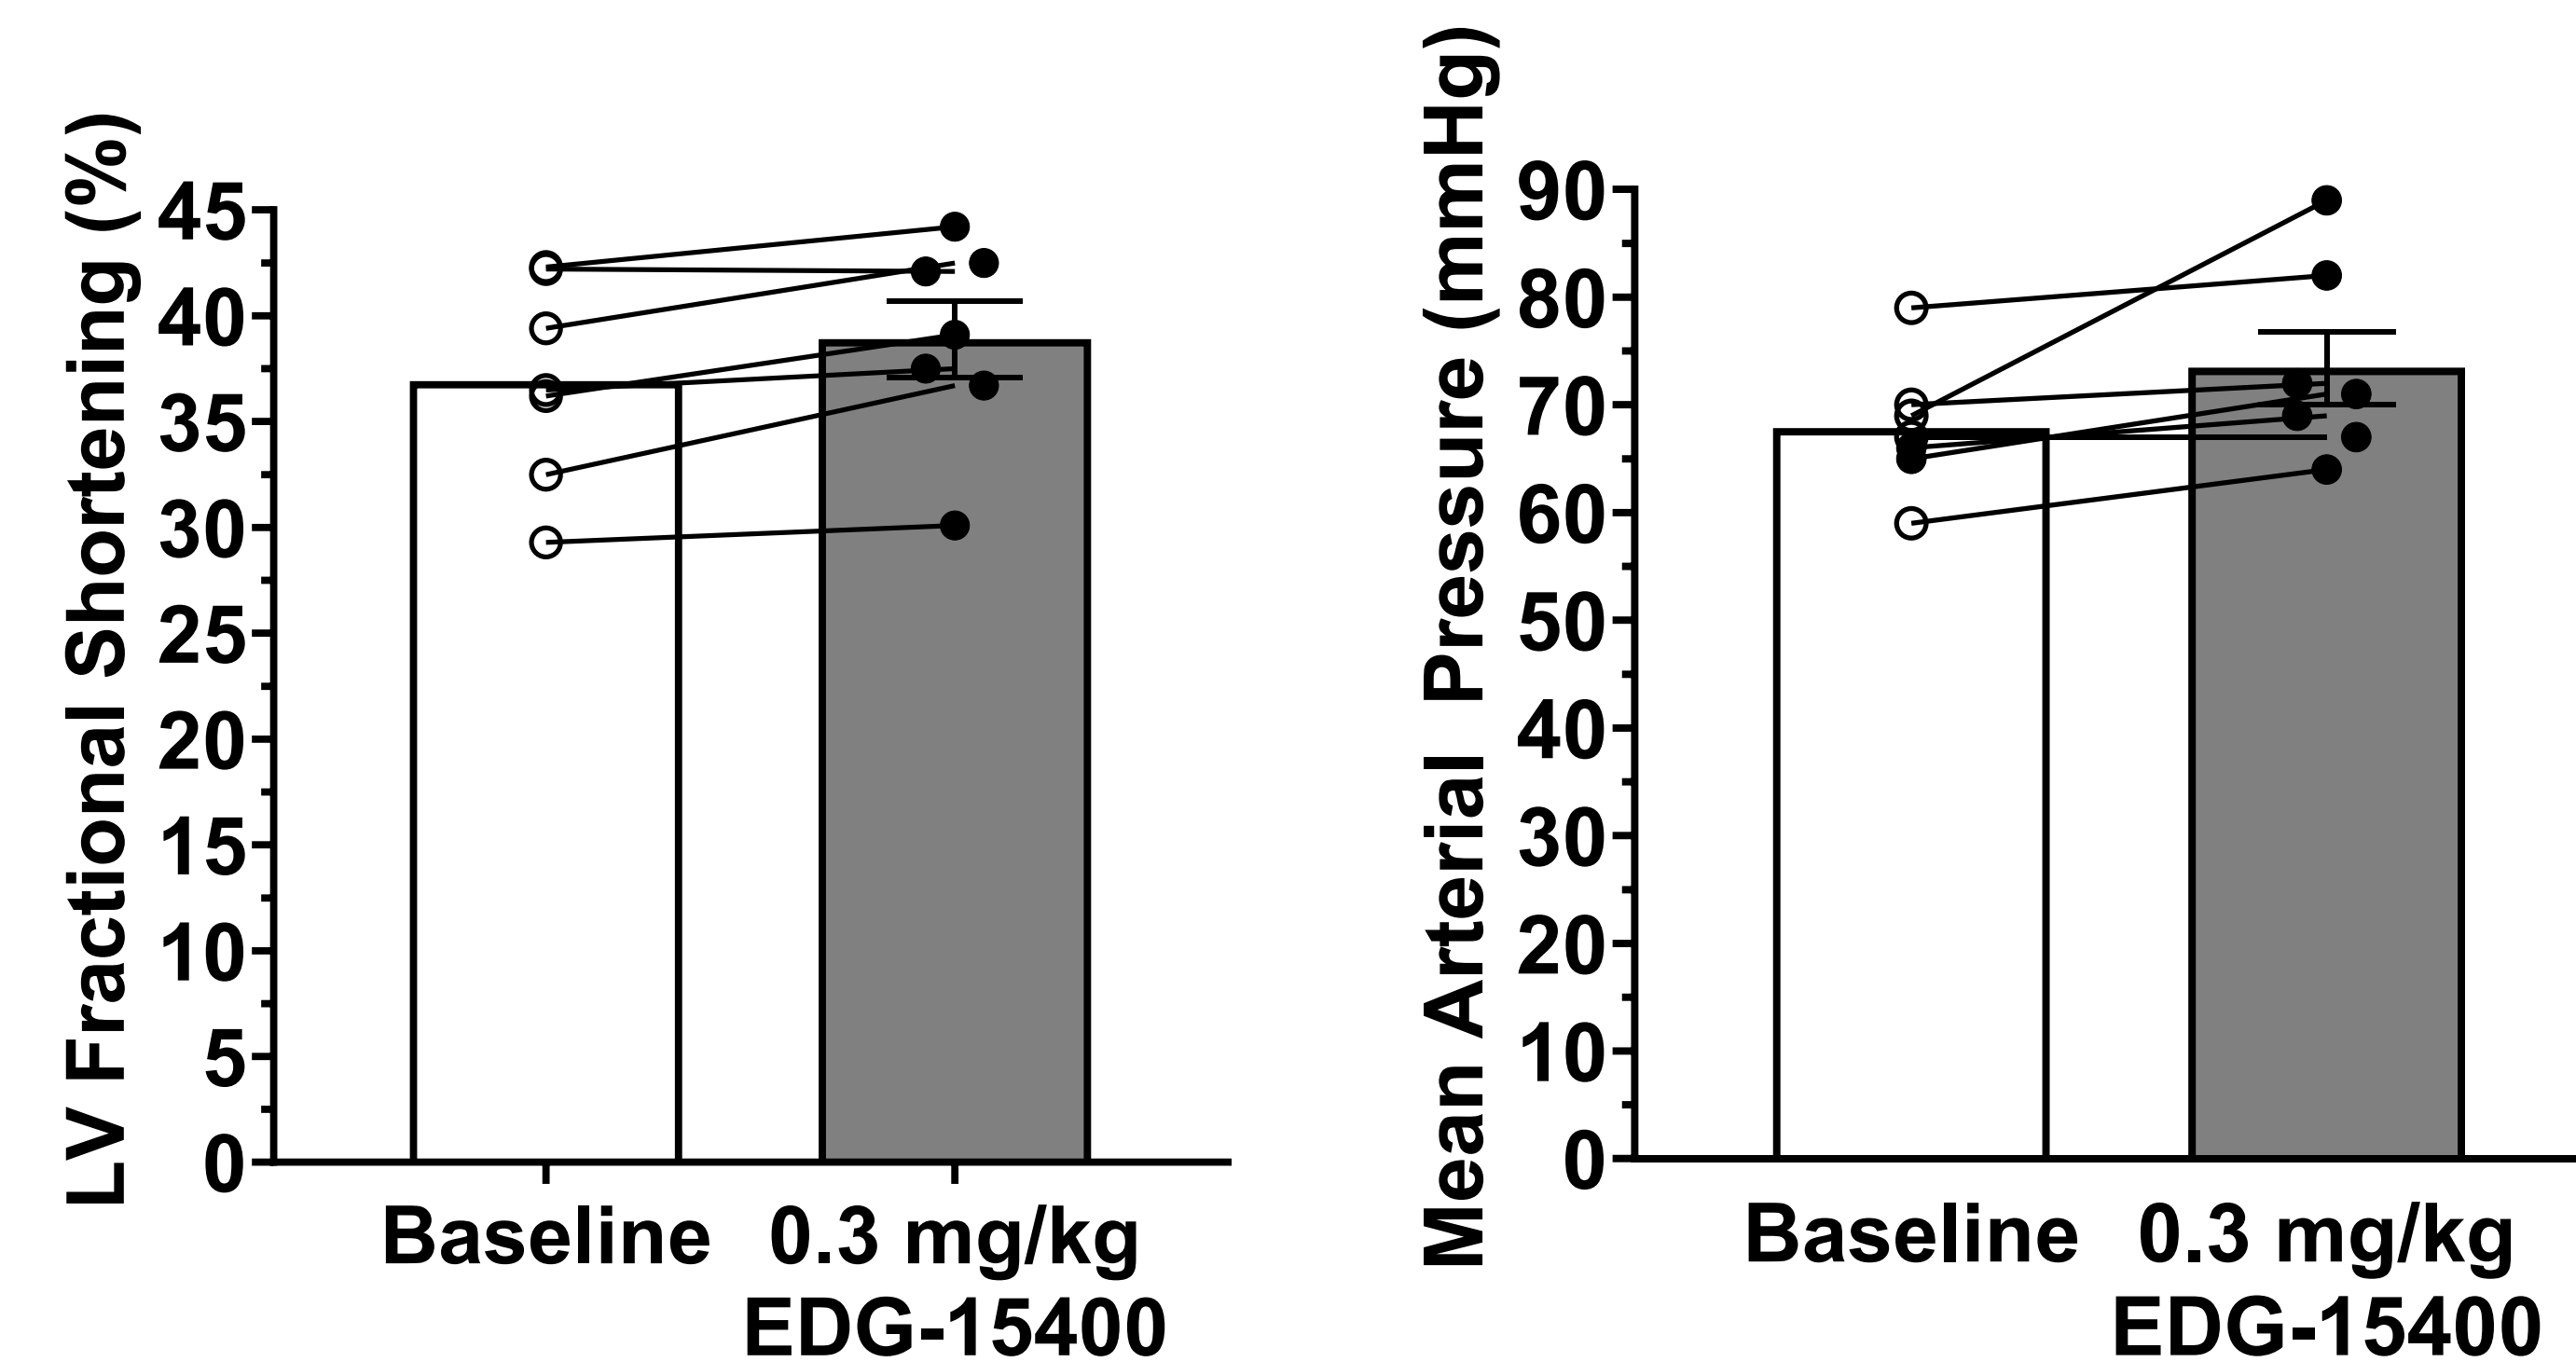 LV Fractional Shortening (%)
45
40
35
30
25
20
15
10
5
0
Baseline
0.3 mg/kg
EDG-15400
Mean Arterial Pressure (mmHg)
90
80
70
60
50
40
30
20
10
0
Baseline
0.3 mg/kg
EDG-15400